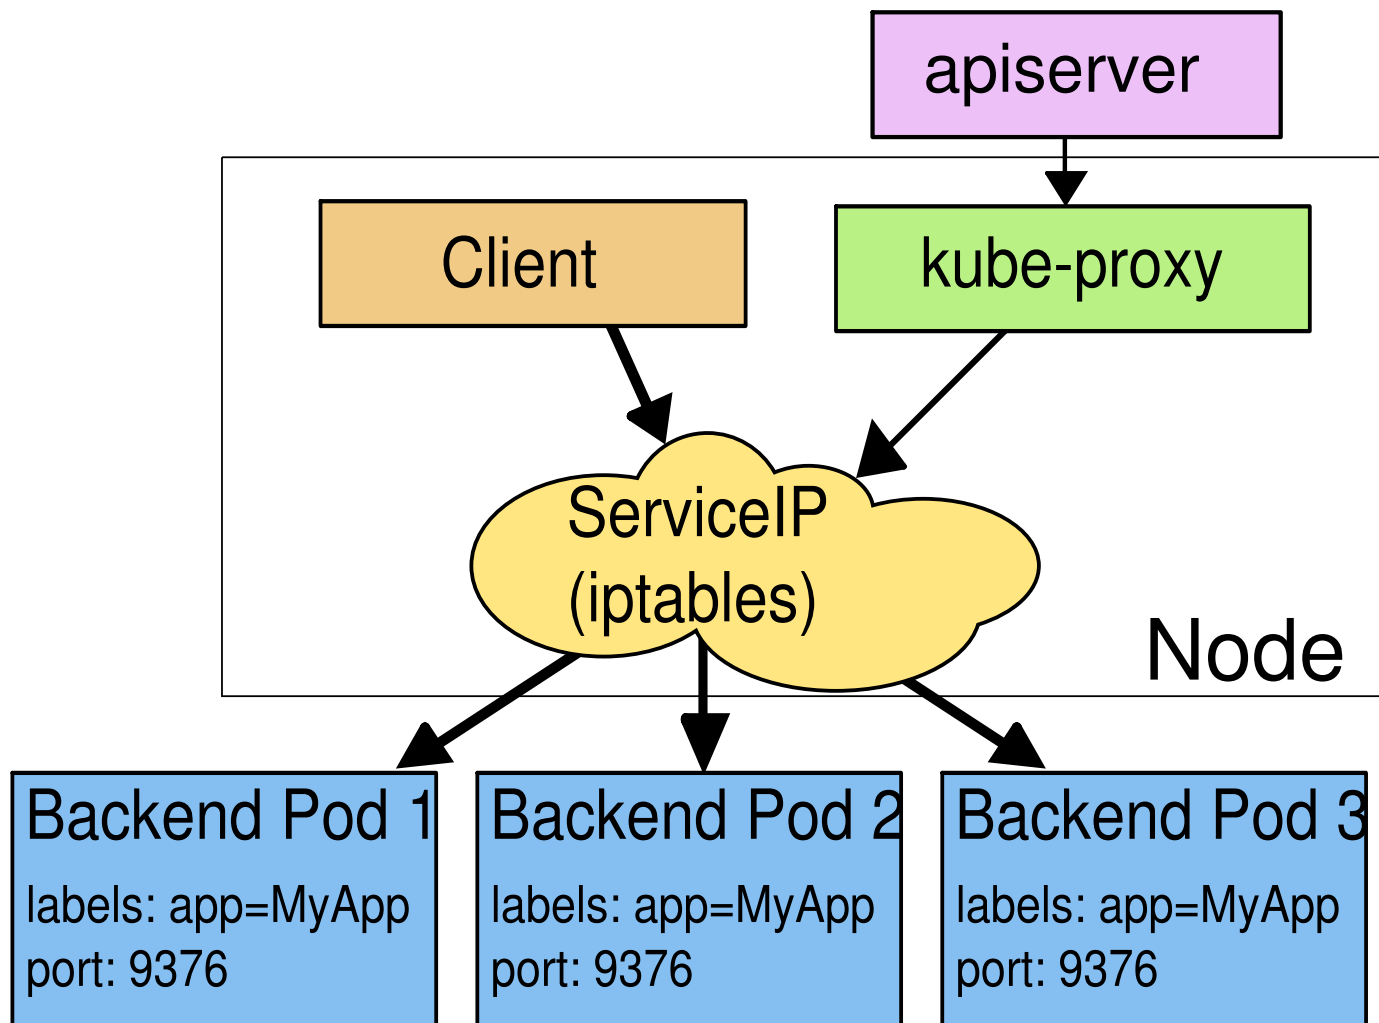 apiserver
Client
kube-proxy
ServiceIP
(iptables)
Node
Backend Pod 1
labels: app=MyApp
port: 9376
Backend Pod 2
labels: app=MyApp
port: 9376
Backend Pod 3
labels: app=MyApp
port: 9376